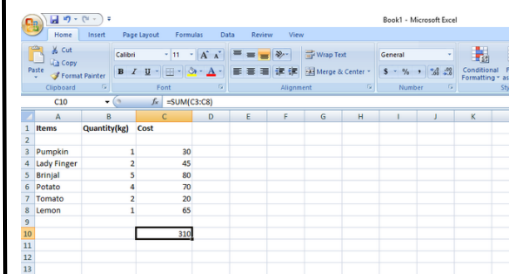 Book1 - Microsoft Excel
Home Insert Page Layout Formulas Data Review View
Cut Calibri 11 A A Wrap Text General
Copy
Paste Format Painter B I U A Merge & Center $ % , Conditional
Formatting
Clipboard Font Alignment Number
C10 fx =SUM(C3:C8)
A B C D E F G H I J K
1 Items Quantity(kg) Cost
2
3 Pumpkin 1 30
4 Lady Finger 2 45
5 Brinjal 5 80
6 Potato 4 70
7 Tomato 2 20
8 Lemon 1 65
9
10 310
11
12
13